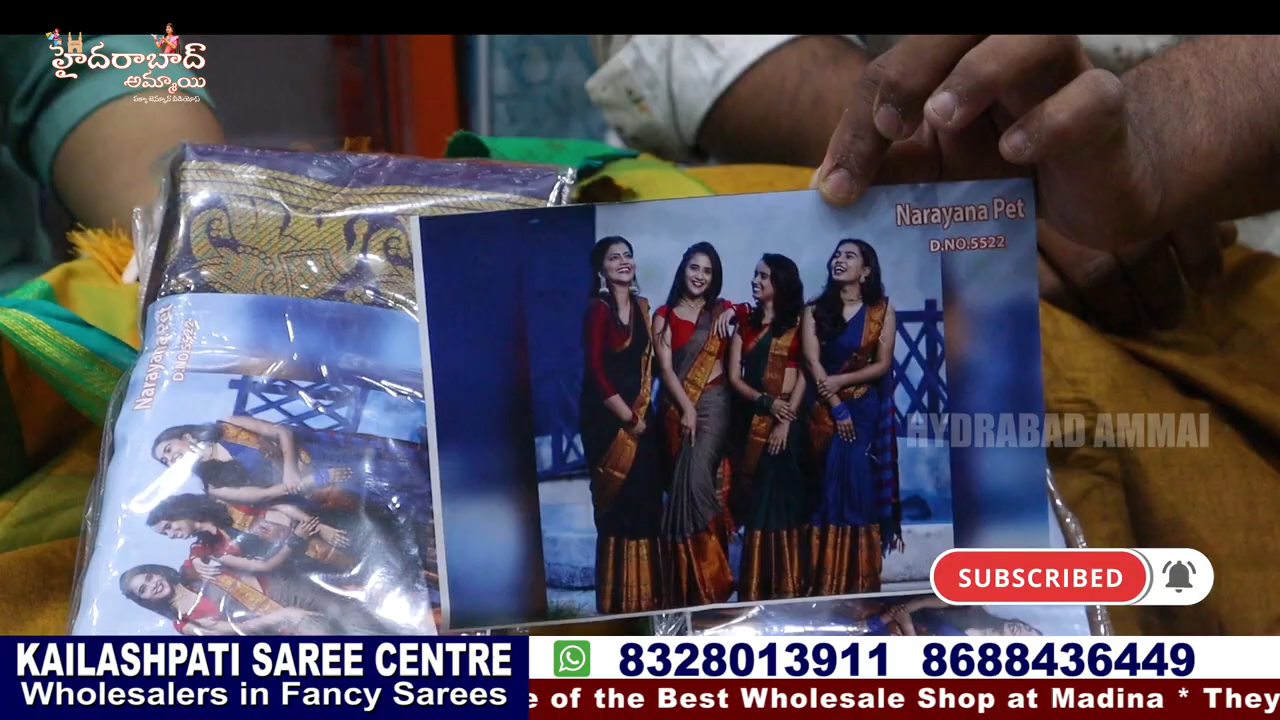 హైదరాబాద్
అమ్మాయి
Narayana Pet
D.NO.5522
Narayana Pet
D.NO.5522
HYDRABAD AMMAI
SUBSCRIBED
KAILASHPATI SAREE CENTRE
Wholesalers in Fancy Sarees
8328013911 8688436449
of the Best Wholesale Shop at Madina * They